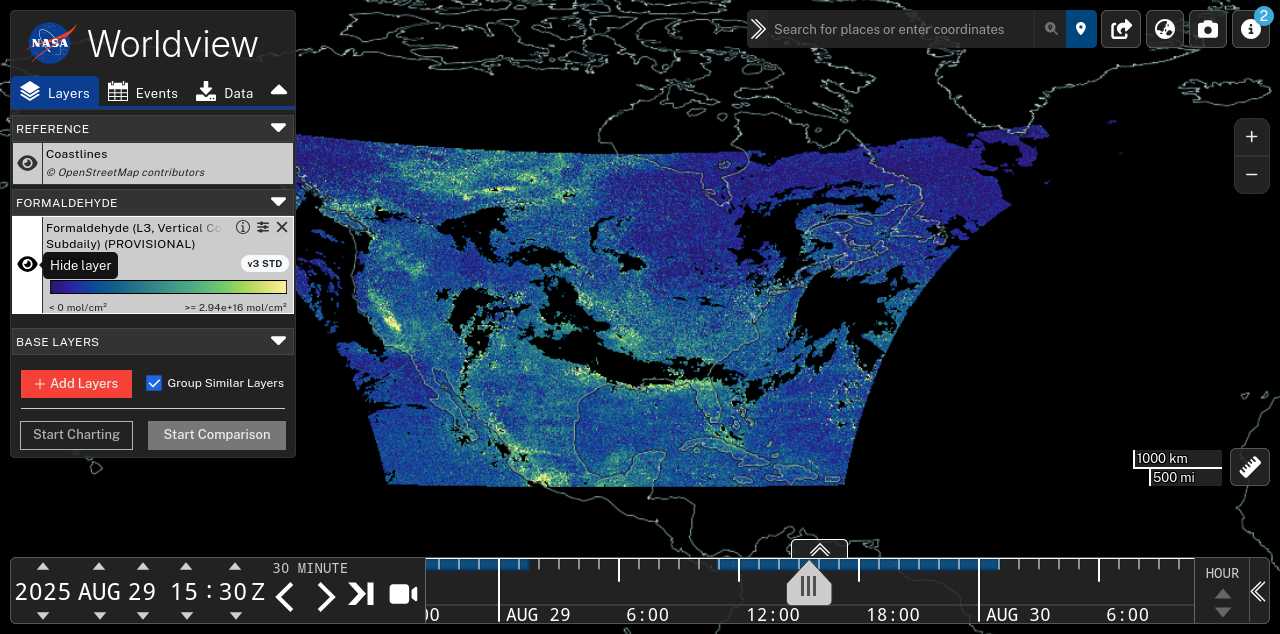 NASA
Worldview
Layers
Events
Data
REFERENCE
Coastlines
© OpenStreetMap contributors
FORMALDEHYDE
Formaldehyde (L3, Vertical Co
Subdaily) (PROVISIONAL)
Hide layer
v3 STD
< 0 mol/cm²
>= 2.94e+16 mol/cm²
BASE LAYERS
+ Add Layers
Group Similar Layers
Start Charting
Start Comparison
Search for places or enter coordinates
2
+
−
1000 km
500 mi
30 MINUTE
2025 AUG 29 15 : 30 Z
00
AUG 29
6:00
12:00
18:00
AUG 30
6:00
HOUR